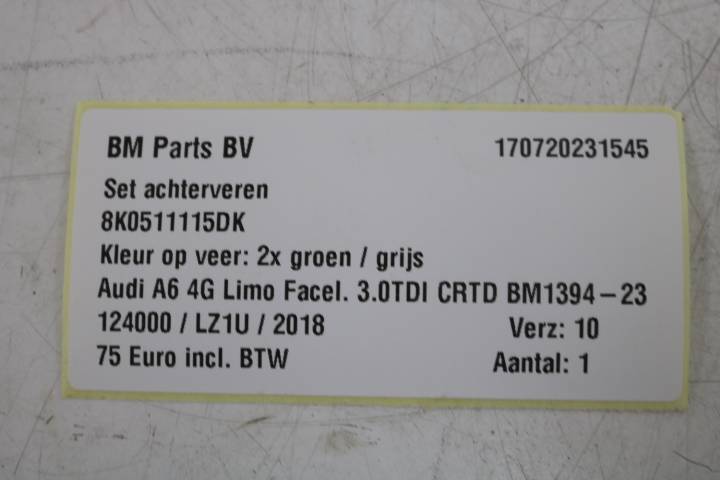 BM Parts BV 170720231545
Set achterveren
8K0511115DK
Kleur op veer: 2x groen / grijs
Audi A6 4G Limo Facel. 3.0TDI CRTD BM1394-23
124000 / LZ1U / 2018 Verz: 10
75 Euro incl. BTW Aantal: 1